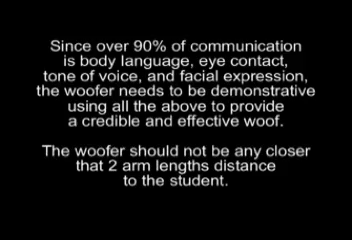 Since over 90% of communication
is body language, eye contact,
tone of voice, and facial expression,
the woofer needs to be demonstrative
using all the above to provide
a credible and effective woof.
The woofer should not be any closer
that 2 arm lengths distance
to the student.